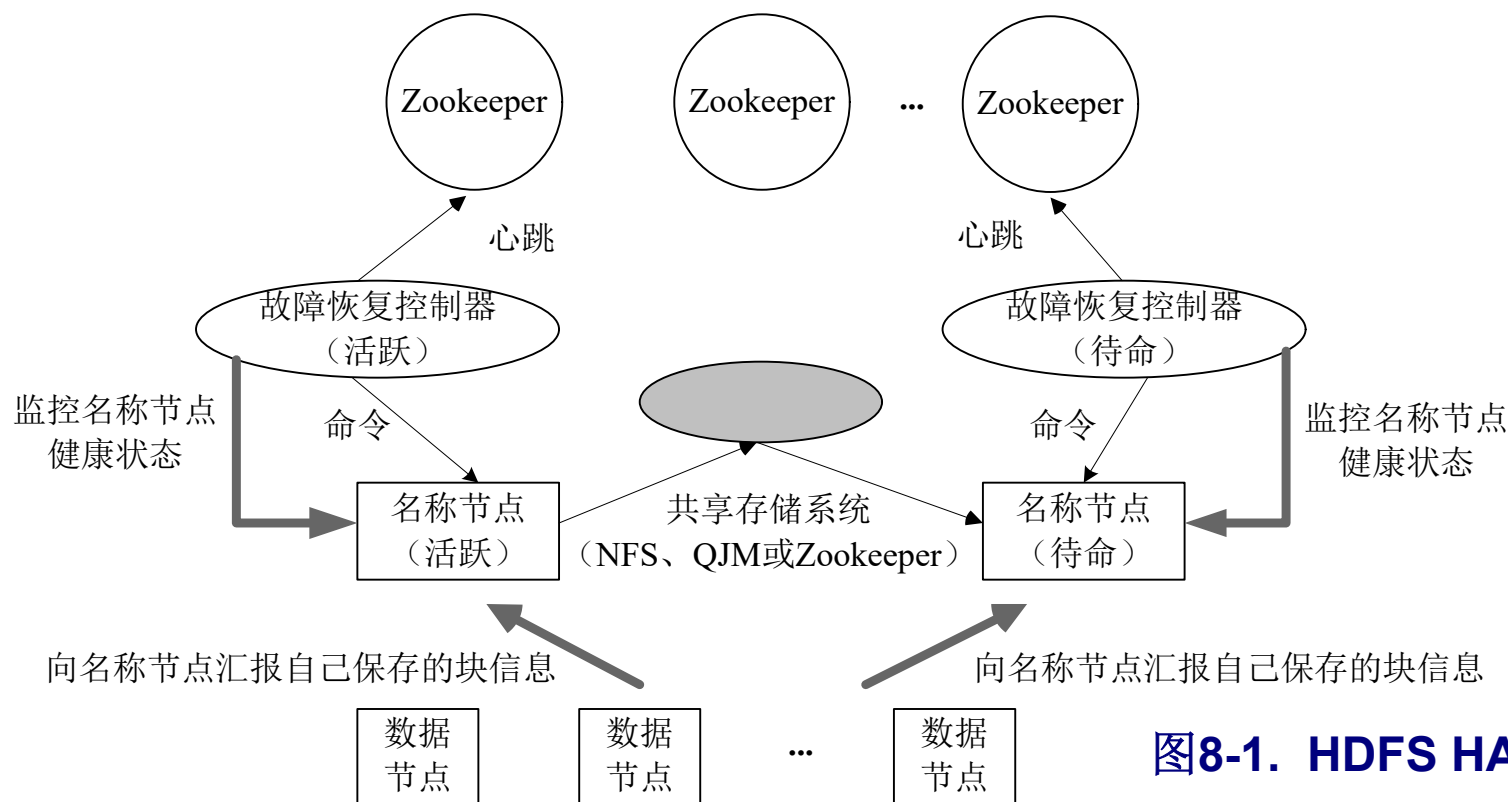 Zookeeper
Zookeeper
...
Zookeeper
心跳
心跳
故障恢复控制器
（活跃）
故障恢复控制器
（待命）
监控名称节点
健康状态
命令
命令
监控名称节点
健康状态
名称节点
（活跃）
共享存储系统
（NFS、QJM或Zookeeper）
名称节点
（待命）
向名称节点汇报自己保存的块信息
向名称节点汇报自己保存的块信息
数据
节点
数据
节点
...
数据
节点
图8-1. HDFS HA